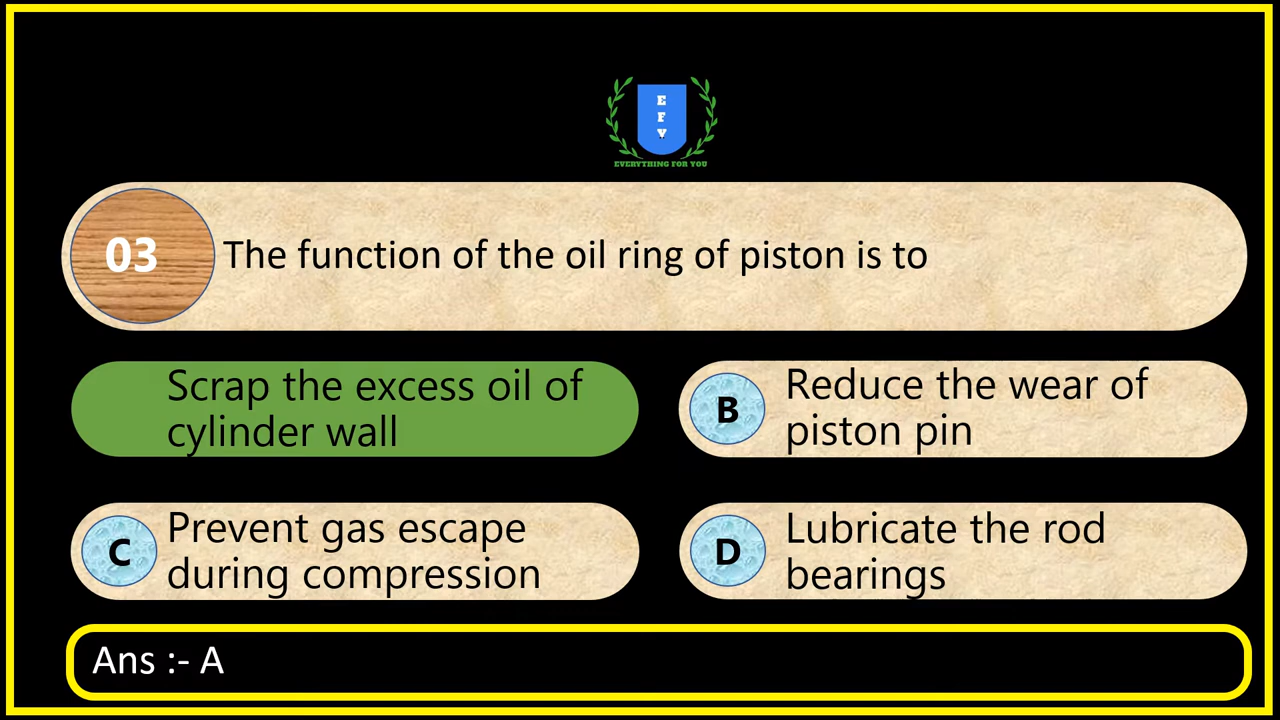 E
F
Y
EVERYTHING FOR YOU
03
The function of the oil ring of piston is to
Scrap the excess oil of
cylinder wall
B
Reduce the wear of
piston pin
C
Prevent gas escape
during compression
D
Lubricate the rod
bearings
Ans :- A